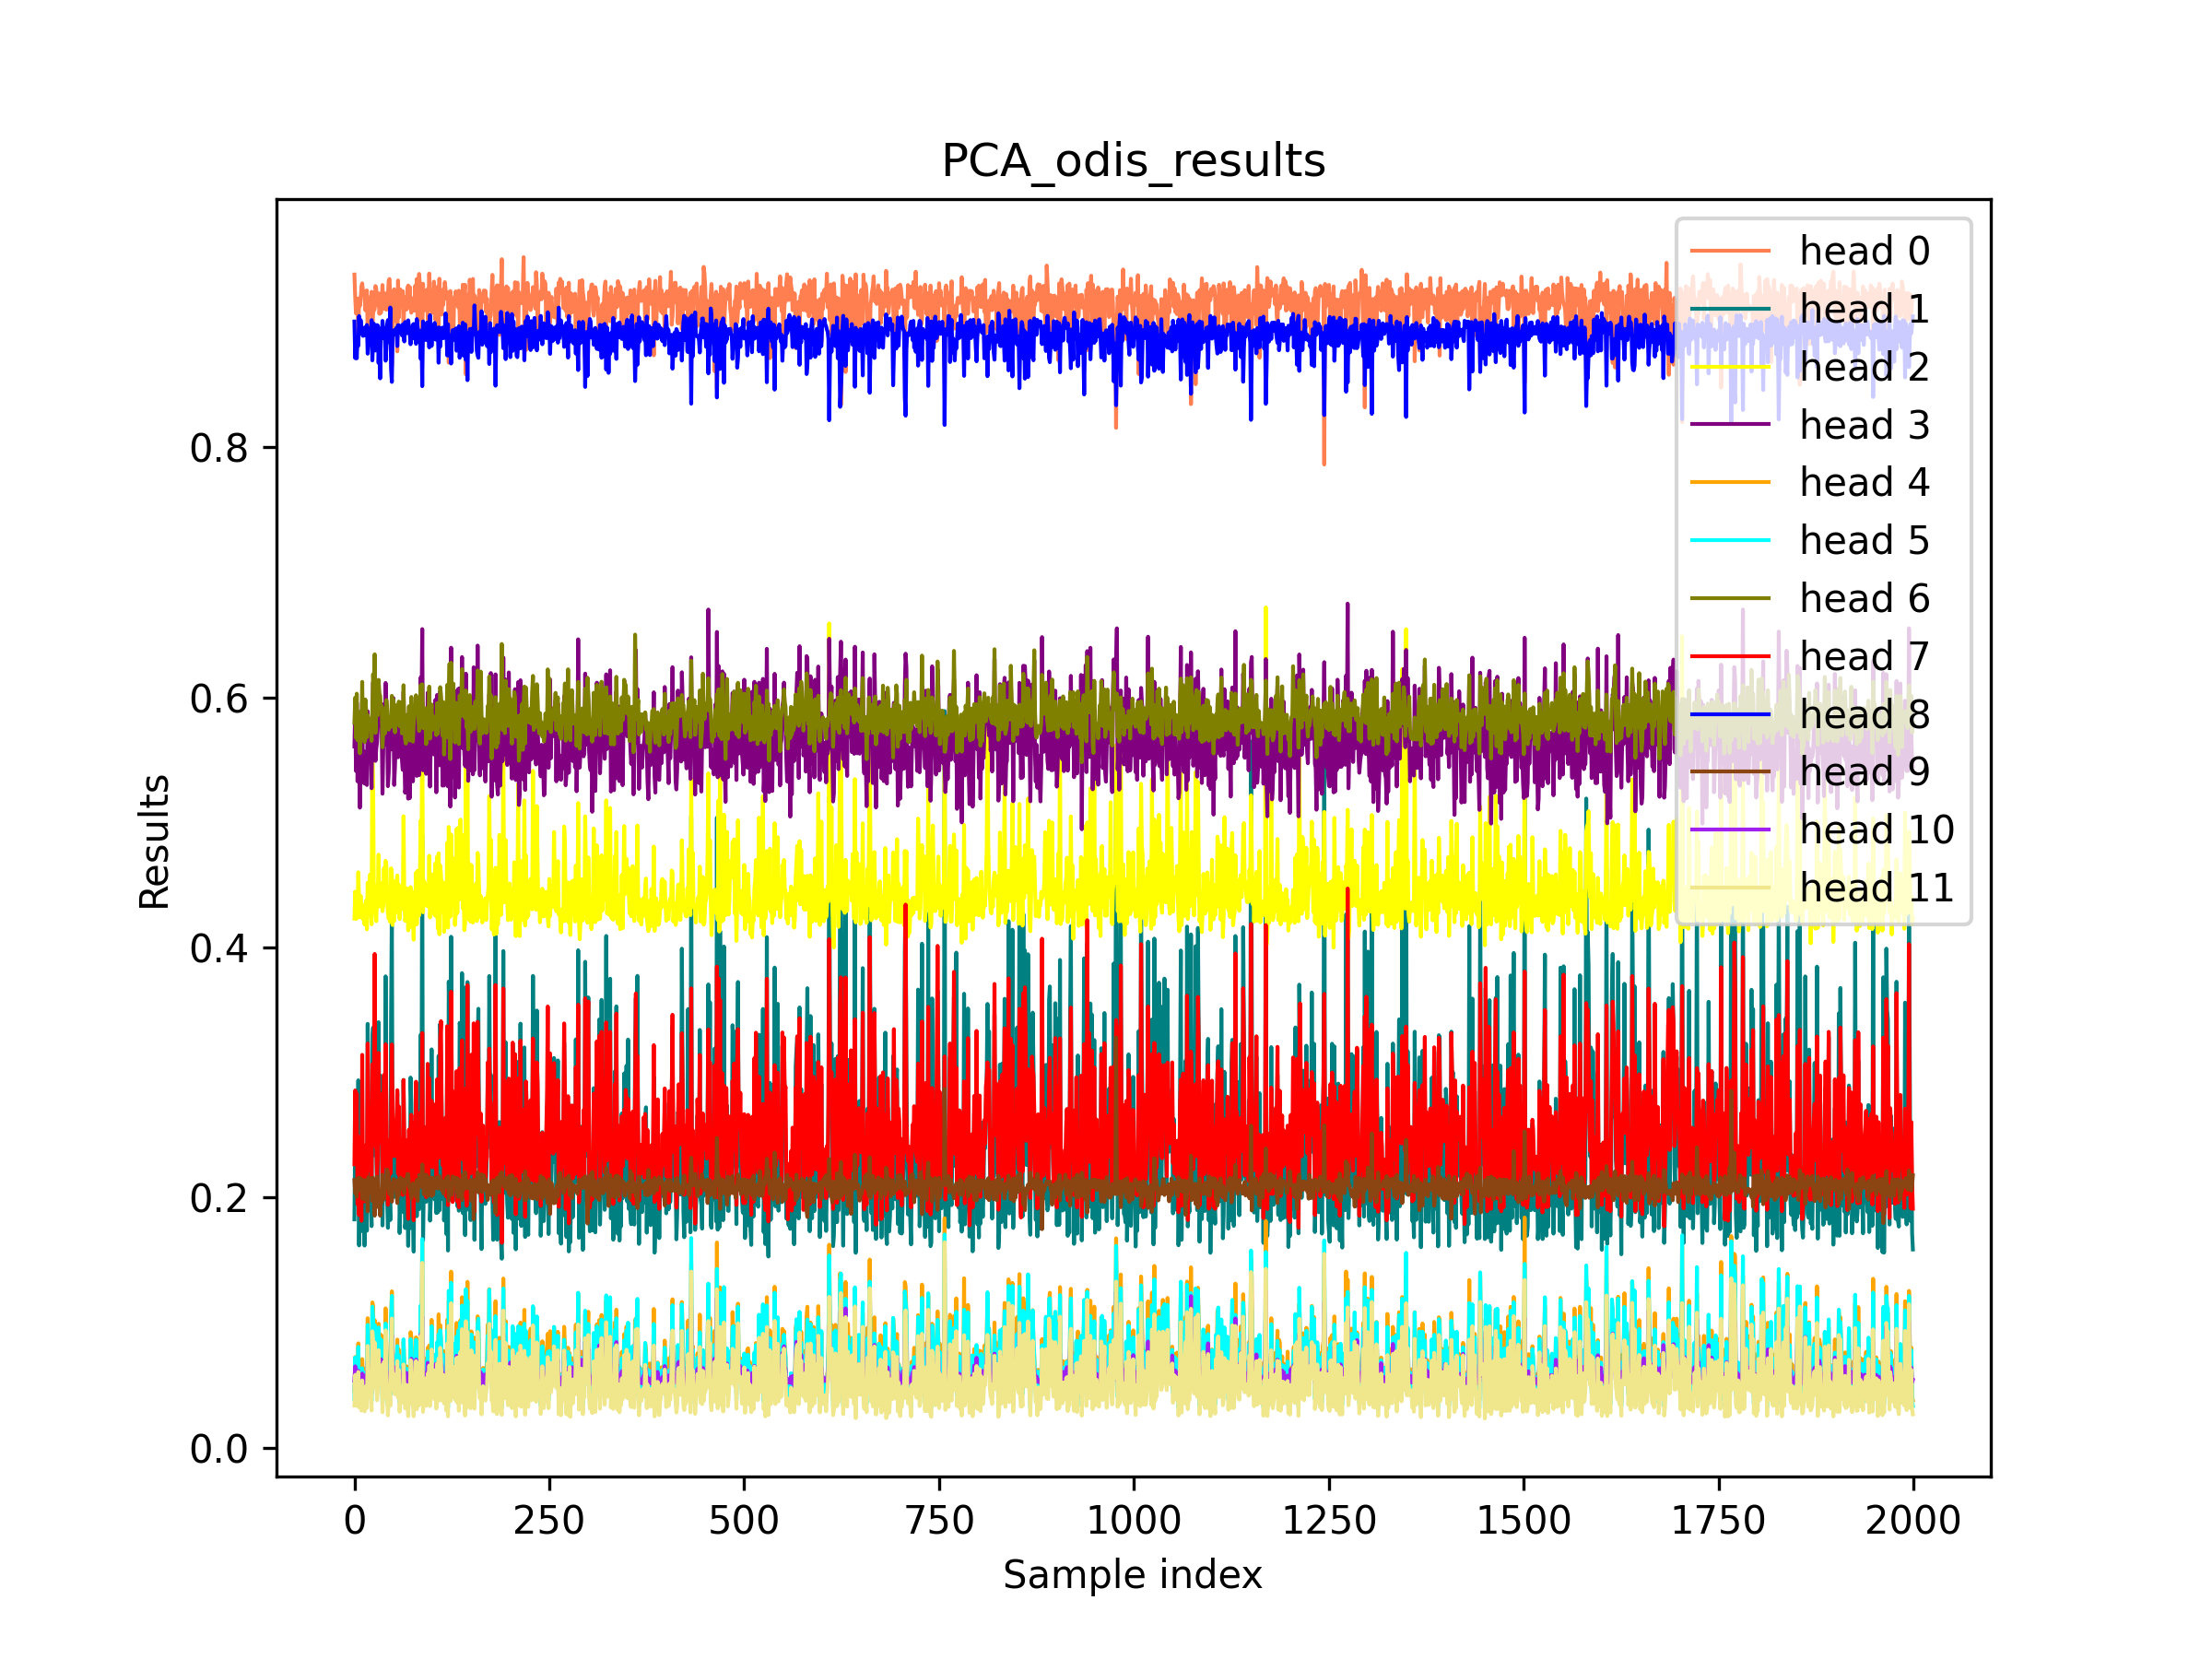 PCA_odis_results
head 0
head 1
head 2
head 3
head 4
head 5
head 6
head 7
head 8
head 9
head 10
head 11
Results
0.8
0.6
0.4
0.2
0.0
0 250 500 750 1000 1250 1500 1750 2000
Sample index